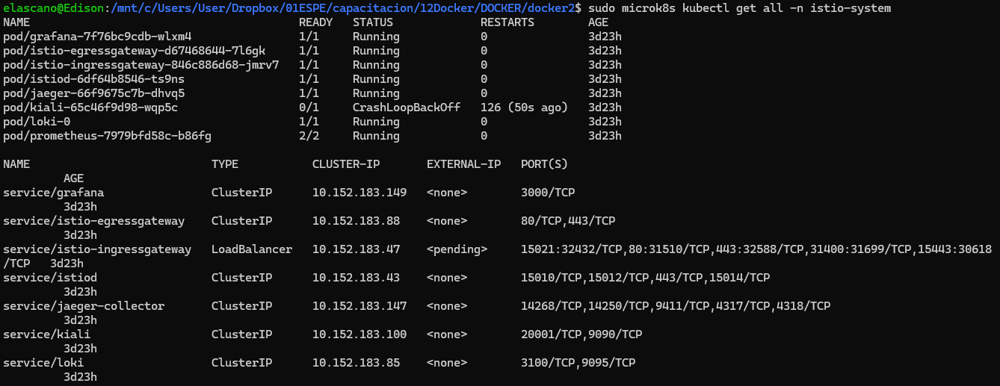 elascano@Edison:/mnt/c/Users/User/Dropbox/01ESPE/capacitacion/12Docker/DOCKER/docker2$ sudo microk8s kubectl get all -n istio-system
NAME READY STATUS RESTARTS AGE
pod/grafana-7f76bc9cdb-wlxm4 1/1 Running 0 3d23h
pod/istio-egressgateway-d67468644-7l6gk 1/1 Running 0 3d23h
pod/istio-ingressgateway-846c886d68-jmrv7 1/1 Running 0 3d23h
pod/istiod-6df64b8546-ts9ns 1/1 Running 0 3d23h
pod/jaeger-66f9675c7b-dhvq5 1/1 Running 0 3d23h
pod/kiali-65c46f9d98-wqp5c 0/1 CrashLoopBackOff 126 (50s ago) 3d23h
pod/loki-0 1/1 Running 0 3d23h
pod/prometheus-7979bfd58c-b86fg 2/2 Running 0 3d23h
NAME TYPE CLUSTER-IP EXTERNAL-IP PORT(S)
AGE
service/grafana ClusterIP 10.152.183.149 <none> 3000/TCP
3d23h
service/istio-egressgateway ClusterIP 10.152.183.88 <none> 80/TCP,443/TCP
3d23h
service/istio-ingressgateway LoadBalancer 10.152.183.47 <pending> 15021:32432/TCP,80:31510/TCP,443:32588/TCP,31400:31699/TCP,15443:30618
/TCP 3d23h
service/istiod ClusterIP 10.152.183.43 <none> 15010/TCP,15012/TCP,443/TCP,15014/TCP
3d23h
service/jaeger-collector ClusterIP 10.152.183.147 <none> 14268/TCP,14250/TCP,9411/TCP,4317/TCP,4318/TCP
3d23h
service/kiali ClusterIP 10.152.183.100 <none> 20001/TCP,9090/TCP
3d23h
service/loki ClusterIP 10.152.183.85 <none> 3100/TCP,9095/TCP
3d23h